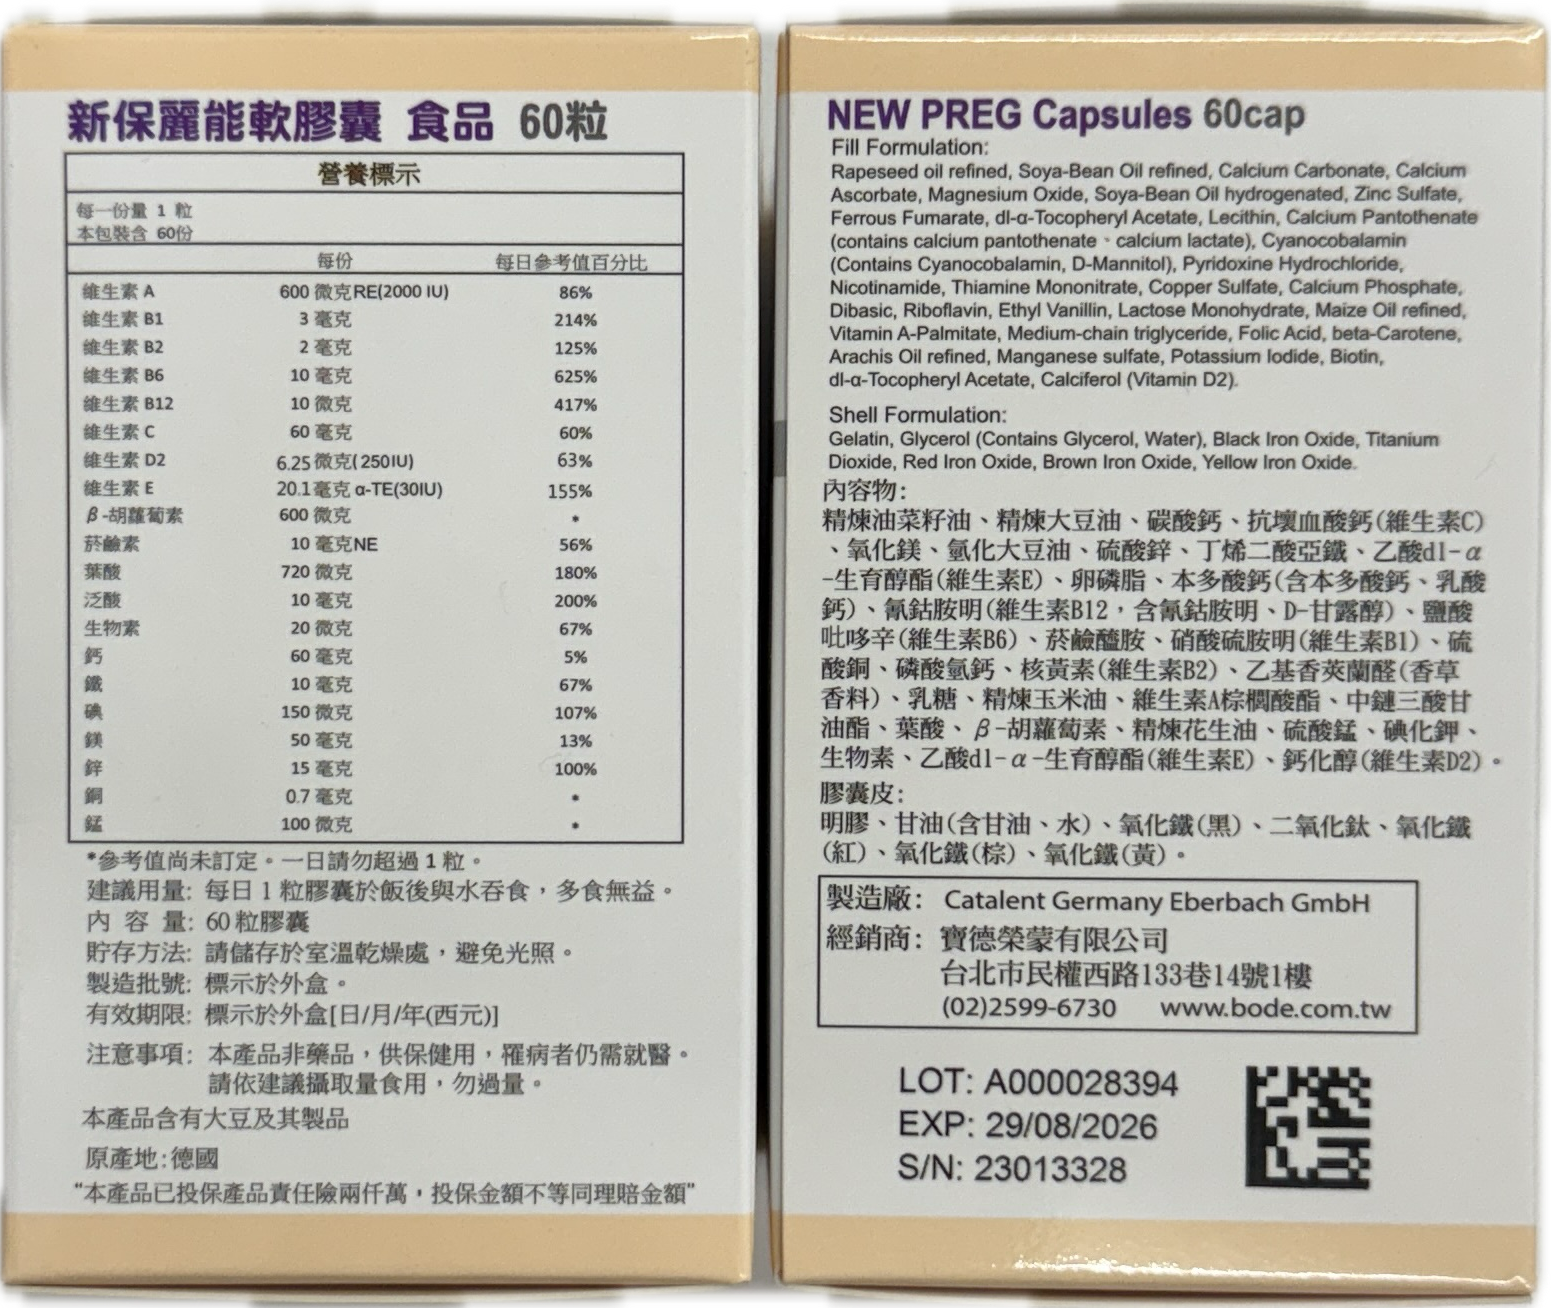 新保麗能軟膠囊 食品 60粒
營養標示
每一份量 1 粒
本包裝含 60份
每份 每日參考值百分比
維生素 A 600 微克RE(2000 IU) 86%
維生素 B1 3 毫克 214%
維生素 B2 2 毫克 125%
維生素 B6 10 毫克 625%
維生素 B12 10 微克 417%
維生素 C 60 毫克 60%
維生素 D2 6.25 微克(250IU) 63%
維生素 E 20.1 毫克 α-TE(30IU) 155%
β-胡蘿蔔素 600 微克 *
菸鹼素 10 毫克NE 56%
葉酸 720 微克 180%
泛酸 10 毫克 200%
生物素 20 微克 67%
鈣 60 毫克 5%
鐵 10 毫克 67%
碘 150 微克 107%
鎂 50 毫克 13%
鋅 15 毫克 100%
銅 0.7 毫克 *
錳 100 微克 *
*參考值尚未訂定。一日請勿超過 1 粒。
建議用量: 每日 1 粒膠囊於飯後與水吞食，多食無益。
內 容 量: 60 粒膠囊
貯存方法: 請儲存於室溫乾燥處，避免光照。
製造批號: 標示於外盒。
有效期限: 標示於外盒[日/月/年(西元)]
注意事項: 本產品非藥品，供保健用，罹病者仍需就醫。
請依建議攝取量食用，勿過量。
本產品含有大豆及其製品
原產地:德國
"本產品已投保產品責任險兩仟萬，投保金額不等同理賠金額"
NEW PREG Capsules 60cap
Fill Formulation:
Rapeseed oil refined, Soya-Bean Oil refined, Calcium Carbonate, Calcium
Ascorbate, Magnesium Oxide, Soya-Bean Oil hydrogenated, Zinc Sulfate,
Ferrous Fumarate, dl-α-Tocopheryl Acetate, Lecithin, Calcium Pantothenate
(contains calcium pantothenate、calcium lactate), Cyanocobalamin
(Contains Cyanocobalamin, D-Mannitol), Pyridoxine Hydrochloride,
Nicotinamide, Thiamine Mononitrate, Copper Sulfate, Calcium Phosphate,
Dibasic, Riboflavin, Ethyl Vanillin, Lactose Monohydrate, Maize Oil refined,
Vitamin A-Palmitate, Medium-chain triglyceride, Folic Acid, beta-Carotene,
Arachis Oil refined, Manganese sulfate, Potassium Iodide, Biotin,
dl-α-Tocopheryl Acetate, Calciferol (Vitamin D2).
Shell Formulation:
Gelatin, Glycerol (Contains Glycerol, Water), Black Iron Oxide, Titanium
Dioxide, Red Iron Oxide, Brown Iron Oxide, Yellow Iron Oxide.
內容物:
精煉油菜籽油、精煉大豆油、碳酸鈣、抗壞血酸鈣(維生素C)
、氧化鎂、氫化大豆油、硫酸鋅、丁烯二酸亞鐵、乙酸dl-α
-生育醇酯(維生素E)、卵磷脂、本多酸鈣(含本多酸鈣、乳酸
鈣)、氰鈷胺明(維生素B12，含氰鈷胺明、D-甘露醇)、鹽酸
吡哆辛(維生素B6)、菸鹼醯胺、硝酸硫胺明(維生素B1)、硫
酸銅、磷酸氫鈣、核黃素(維生素B2)、乙基香莢蘭醛(香草
香料)、乳糖、精煉玉米油、維生素A棕櫚酸酯、中鏈三酸甘
油酯、葉酸、β-胡蘿蔔素、精煉花生油、硫酸錳、碘化鉀、
生物素、乙酸dl-α-生育醇酯(維生素E)、鈣化醇(維生素D2)。
膠囊皮:
明膠、甘油(含甘油、水)、氧化鐵(黑)、二氧化鈦、氧化鐵
(紅)、氧化鐵(棕)、氧化鐵(黃)。
製造廠: Catalent Germany Eberbach GmbH
經銷商: 寶德榮蒙有限公司
台北市民權西路133巷14號1樓
(02)2599-6730 www.bode.com.tw
LOT: A000028394
EXP: 29/08/2026
S/N: 23013328